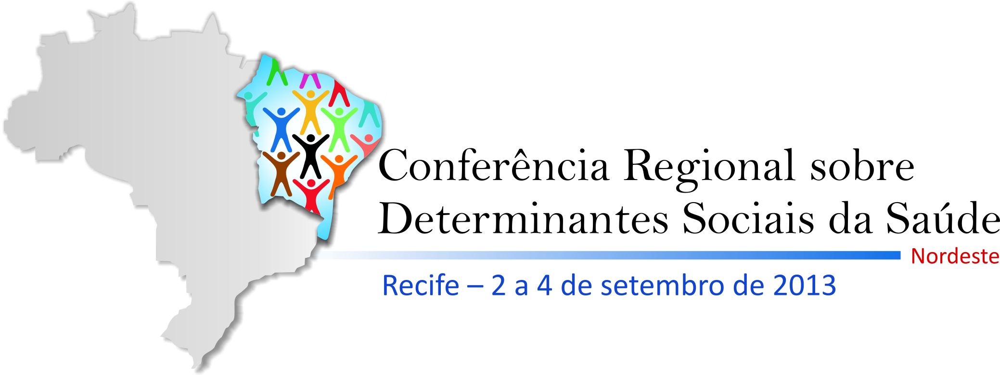 Conferência Regional sobre
Determinantes Sociais da Saúde
Nordeste
Recife – 2 a 4 de setembro de 2013